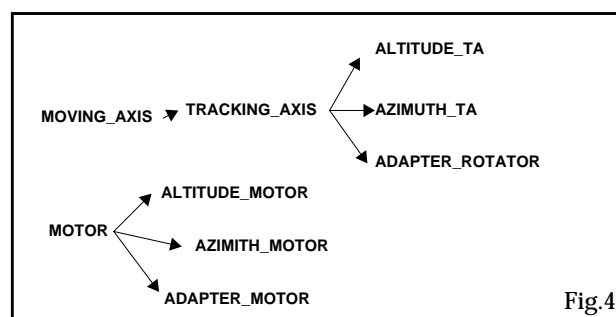 ALTITUDE_TA
MOVING_AXIS TRACKING_AXIS AZIMUTH_TA
ADAPTER_ROTATOR
ALTITUDE_MOTOR
MOTOR AZIMITH_MOTOR
ADAPTER_MOTOR
Fig.4